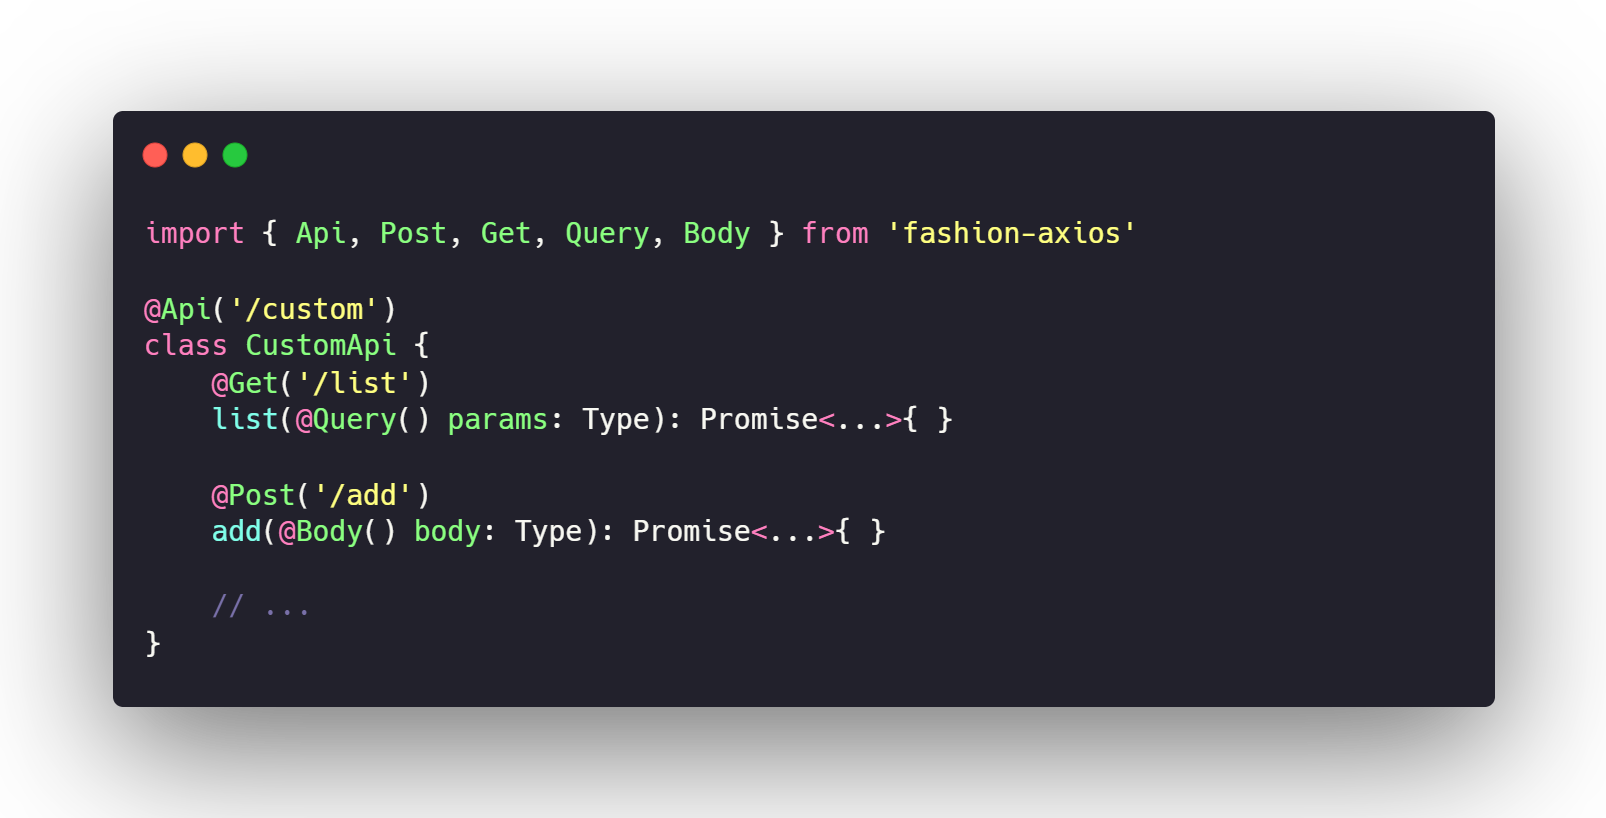 import { Api, Post, Get, Query, Body } from 'fashion-axios'

@Api('/custom')
class CustomApi {
    @Get('/list')
    list(@Query() params: Type): Promise<...>{ }

    @Post('/add')
    add(@Body() body: Type): Promise<...>{ }

    // ...
}